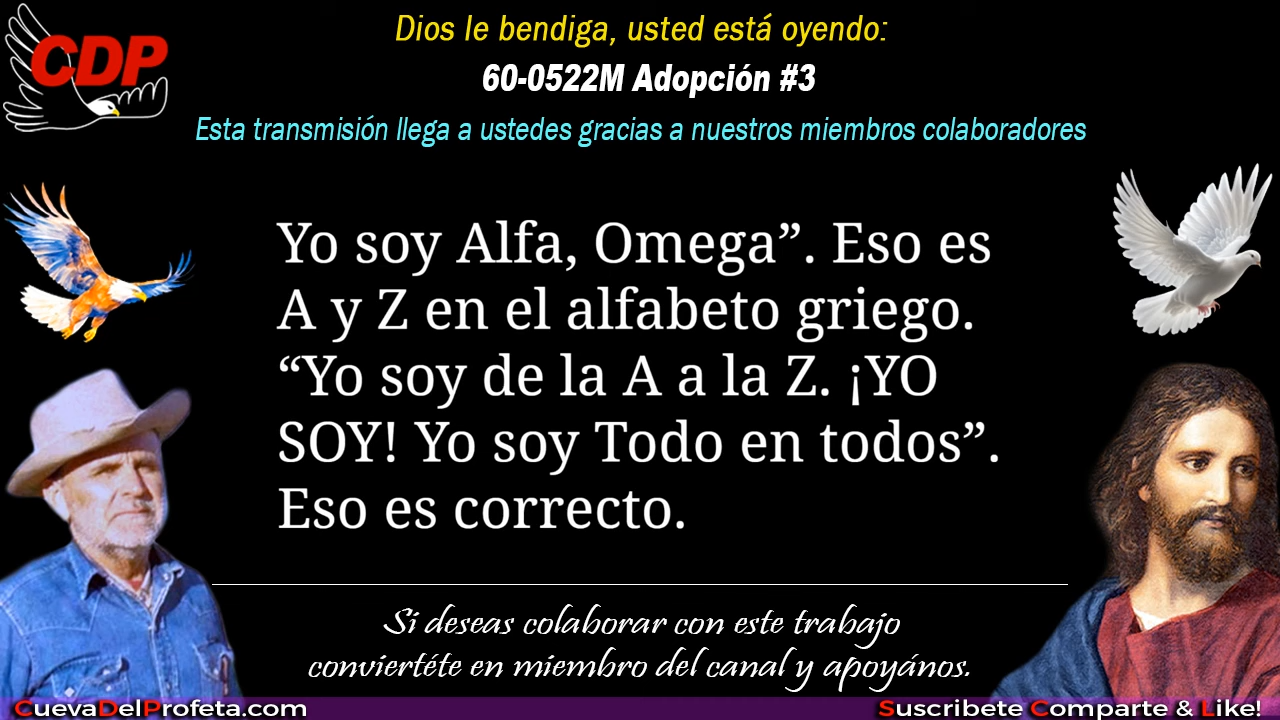 CDP
Dios le bendiga, usted está oyendo:
60-0522M Adopción #3
Esta transmisión llega a ustedes gracias a nuestros miembros colaboradores
Yo soy Alfa, Omega”. Eso es
A y Z en el alfabeto griego.
“Yo soy de la A a la Z. ¡YO
SOY! Yo soy Todo en todos”.
Eso es correcto.
Si deseas colaborar con este trabajo
conviertéte en miembro del canal y apoyános.
CuevaDelProfeta.com
Suscribete Comparte & Like!